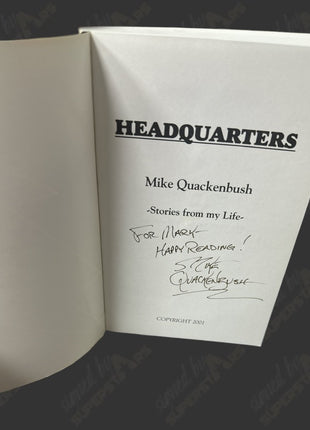 HEADQUARTERS
Mike Quackenbush
-Stories from my Life-
FOR MARK
HAPPY READING!
MIKE
QUACKENBUSH
COPYRIGHT 2001